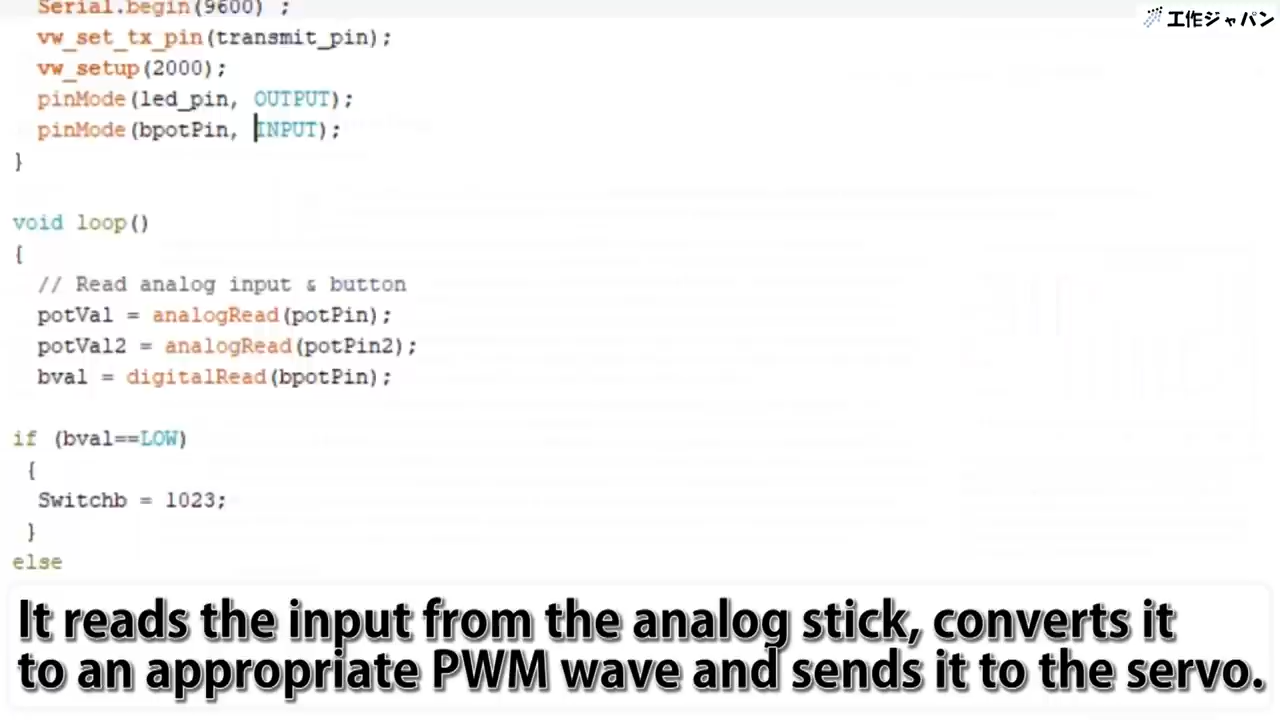 Serial.begin(9600) ;
工作ジャパン
vw_set_tx_pin(transmit_pin);
vw_setup(2000);
pinMode(led_pin, OUTPUT);
pinMode(bpotPin, INPUT);
}
void loop()
{
// Read analog input & button
potVal = analogRead(potPin);
potVal2 = analogRead(potPin2);
bval = digitalRead(bpotPin);
if (bval==LOW)
{
Switchb = 1023;
}
else
It reads the input from the analog stick, converts it
to an appropriate PWM wave and sends it to the servo.